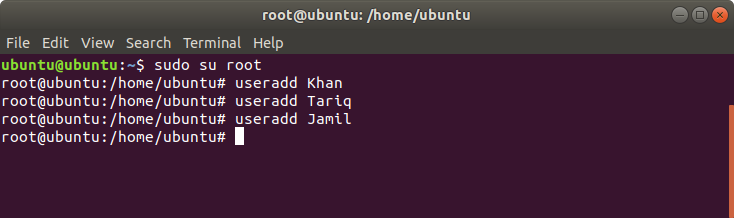 root@ubuntu: /home/ubuntu
File Edit View Search Terminal Help
ubuntu@ubuntu:~$ sudo su root
root@ubuntu:/home/ubuntu# useradd Khan
root@ubuntu:/home/ubuntu# useradd Tariq
root@ubuntu:/home/ubuntu# useradd Jamil
root@ubuntu:/home/ubuntu#